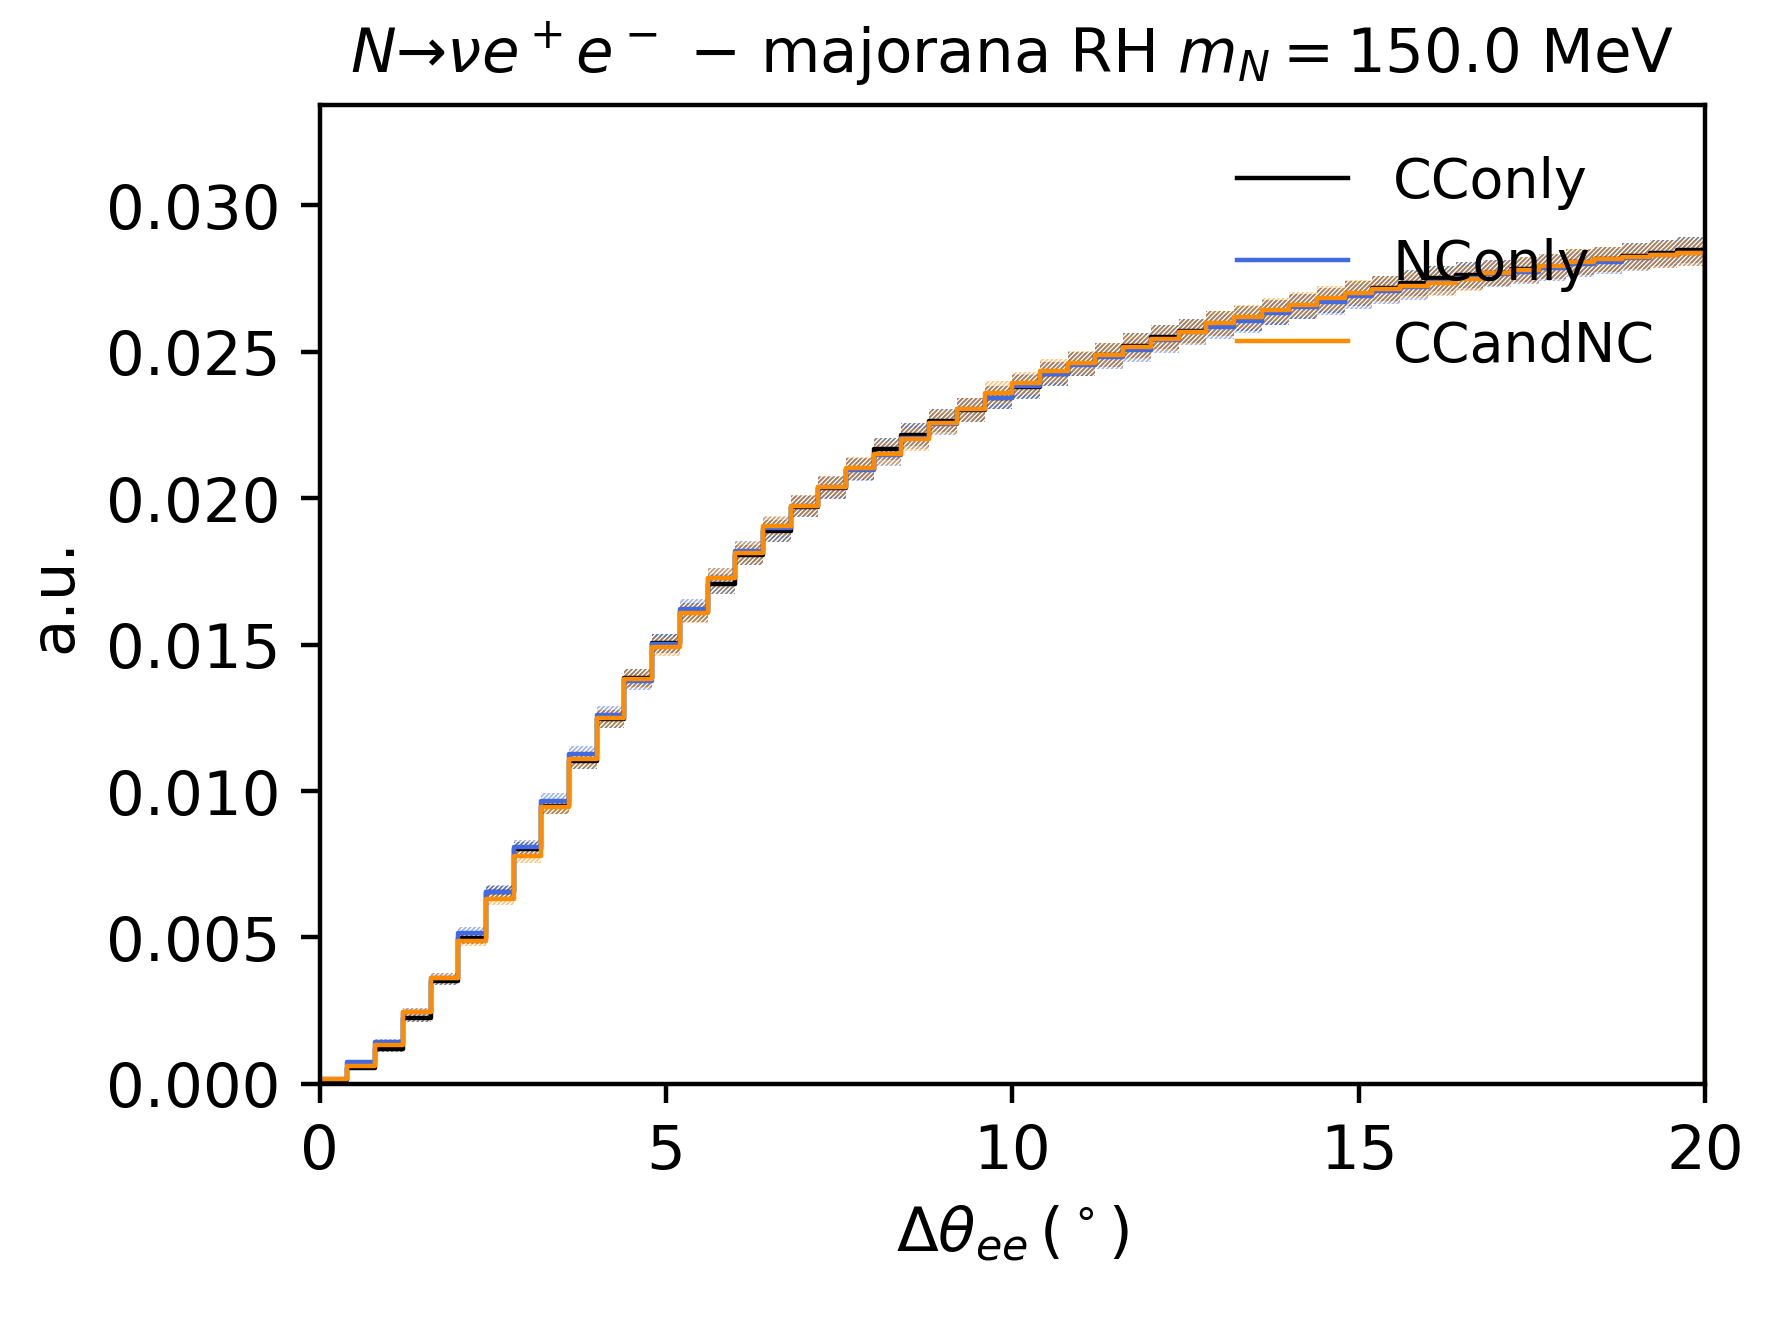 N→νe⁺e⁻ − majorana RH m_N = 150.0 MeV
CConly
NConly
CCandNC
0.030
0.025
0.020
0.015
0.010
0.005
0.000
a.u.
0 5 10 15 20
Δθ_ee (°)